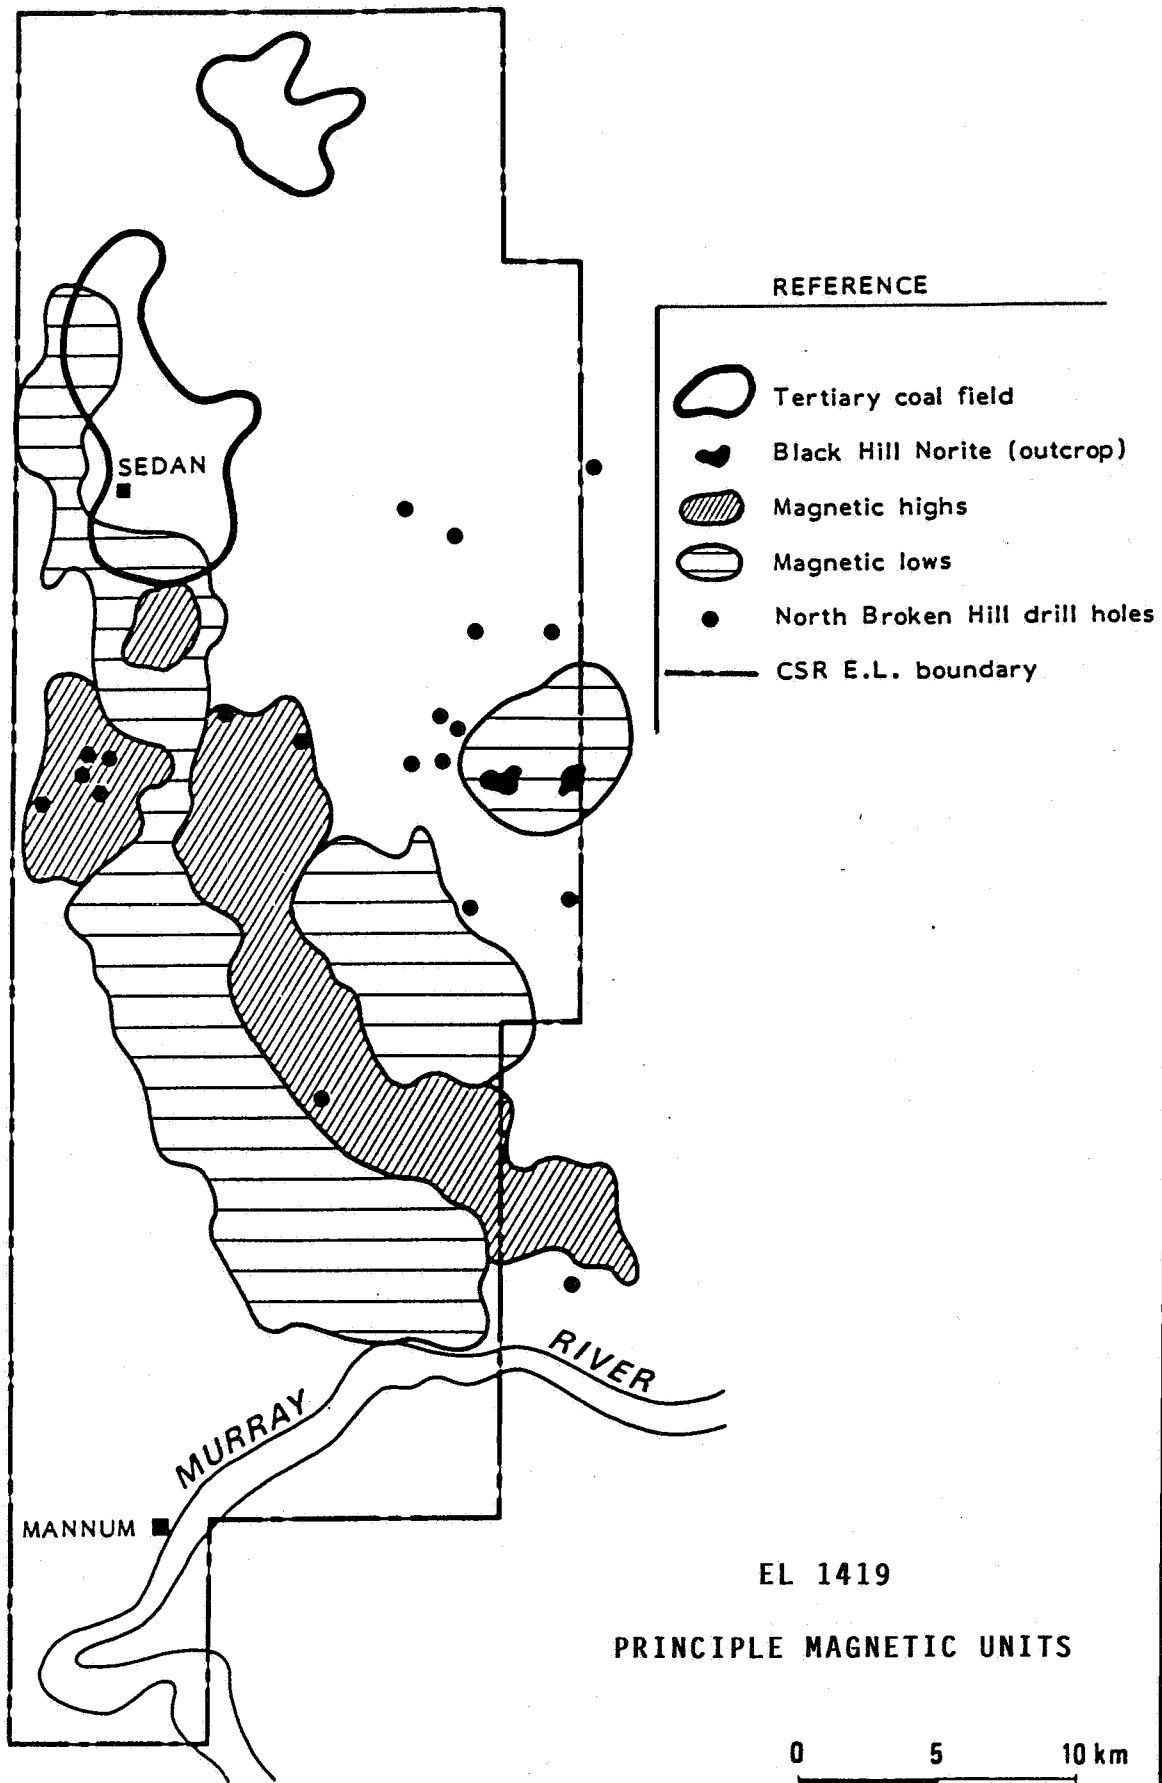 REFERENCE
Tertiary coal field
Black Hill Norite (outcrop)
Magnetic highs
Magnetic lows
North Broken Hill drill holes
CSR E.L. boundary
SEDAN
MURRAY RIVER
MANNUM
EL 1419
PRINCIPLE MAGNETIC UNITS
0 5 10 km